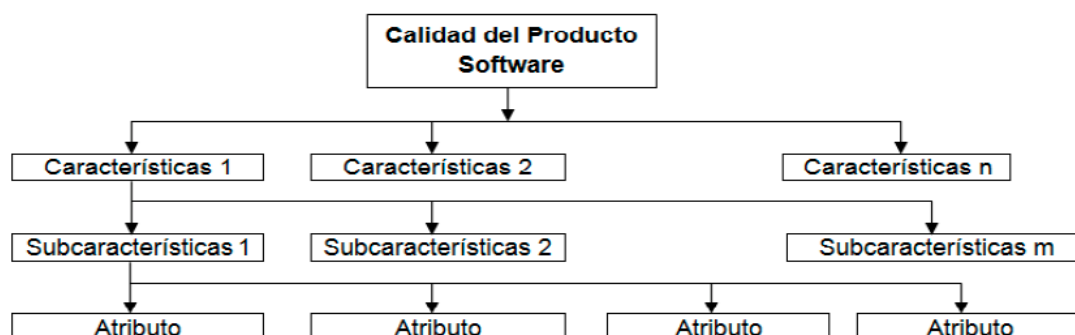 Calidad del Producto
Software
Características 1
Características 2
Características n
Subcaracterísticas 1
Subcaracterísticas 2
Subcaracterísticas m
Atributo
Atributo
Atributo
Atributo